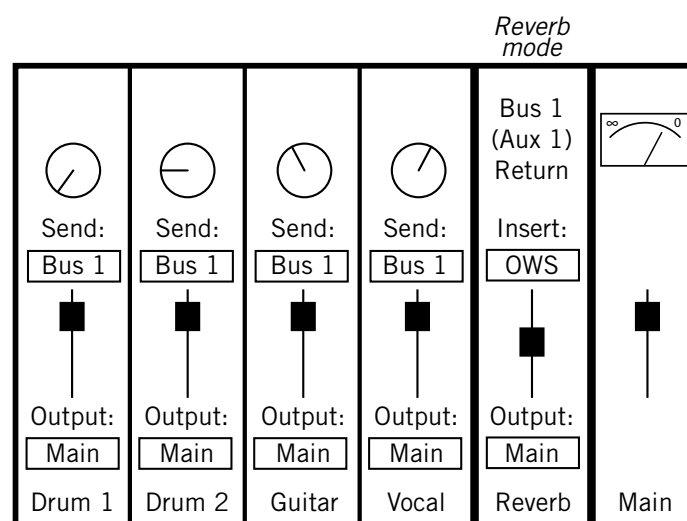 Reverb
mode
Bus 1
(Aux 1)
Return
∞ 0
Send: Send: Send: Send: Insert:
Bus 1 Bus 1 Bus 1 Bus 1 OWS
Output: Output: Output: Output: Output:
Main Main Main Main Main
Drum 1 Drum 2 Guitar Vocal Reverb Main